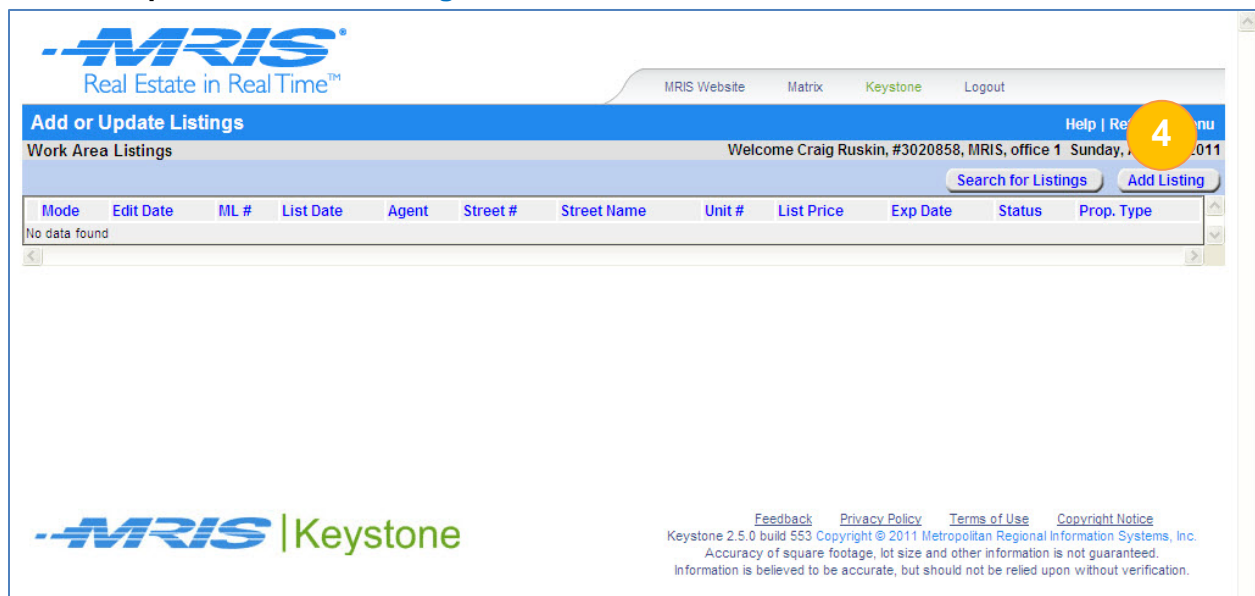 MRIS®
Real Estate in Real Time™
MRIS Website Matrix Keystone Logout
Add or Update Listings
Help |
4
Work Area Listings
Welcome Craig Ruskin, #3020858, MRIS, office 1 Sunday,
Search for Listings Add Listing
Mode Edit Date ML # List Date Agent Street # Street Name Unit # List Price Exp Date Status Prop. Type
No data found
MRIS | Keystone
Feedback Privacy Policy Terms of Use Copyright Notice
Keystone 2.5.0 build 553 Copyright © 2011 Metropolitan Regional Information Systems, Inc.
Accuracy of square footage, lot size and other information is not guaranteed.
Information is believed to be accurate, but should not be relied upon without verification.